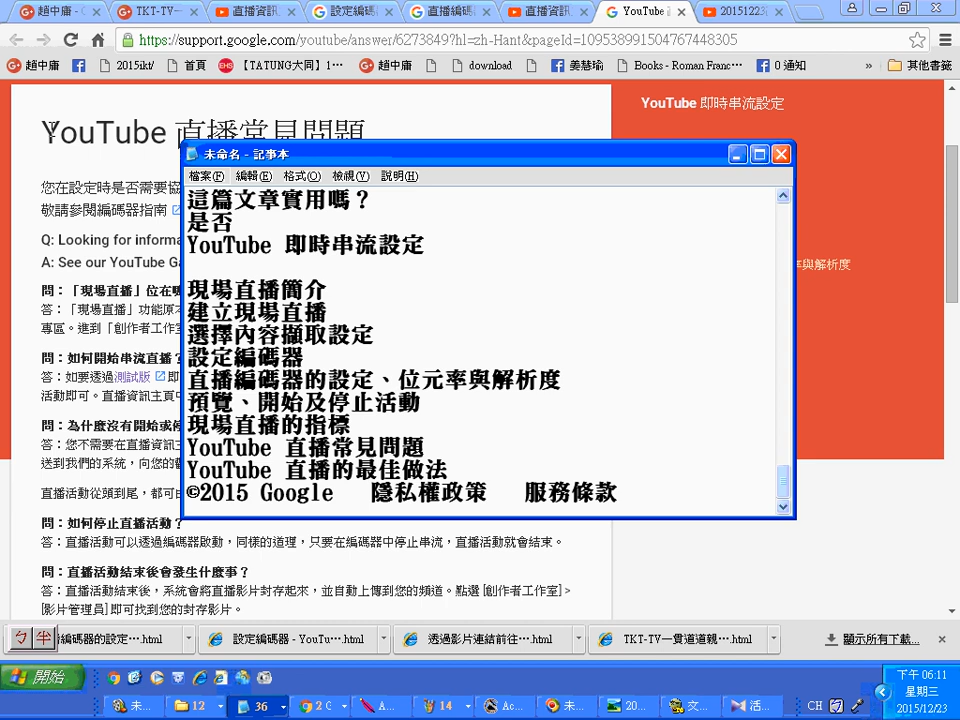 趙中庸 -
TKT-TV一
直播資訊
設定編碼
直播編碼
直播資訊
YouTube
20151223
https://support.google.com/youtube/answer/6273849?hl=zh-Hant&pageId=109538991504767448305
趙中庸
2015ikt/
首頁
【TATUNG大同】1…
趙中庸
download
姜慧瑜
Books - Roman Franc…
0 通知
»
其他書籤
YouTube 直播常見問題
YouTube 即時串流設定
您在設定時是否需要協
敬請參閱編碼器指南
Q: Looking for informa
A: See our YouTube Ga
率與解析度
問：「現場直播」位在哪
答：「現場直播」功能原本
專區。進到「創作者工作室
問：如何開始串流直播？
答：如要透過測試版 即
活動即可。直播資訊主頁中
問：為什麼沒有開始或停
答：您不需要在直播資訊主
送到我們的系統，向您的觀
直播活動從頭到尾，都可由
問：如何停止直播活動？
答：直播活動可以透過編碼器啟動，同樣的道理，只要在編碼器中停止串流，直播活動就會結束。
問：直播活動結束後會發生什麼事？
答：直播活動結束後，系統會將直播影片封存起來，並自動上傳到您的頻道。點選 [創作者工作室] >
[影片管理員] 即可找到您的封存影片。
未命名 - 記事本
檔案(F) 編輯(E) 格式(O) 檢視(V) 說明(H)
這篇文章實用嗎？
是否
YouTube 即時串流設定
現場直播簡介
建立現場直播
選擇內容擷取設定
設定編碼器
直播編碼器的設定、位元率與解析度
預覽、開始及停止活動
現場直播的指標
YouTube 直播常見問題
YouTube 直播的最佳做法
©2015 Google 隱私權政策 服務條款
ㄅ 半
編碼器的設定….html
設定編碼器 - YouTu….html
透過影片連結前往….html
TKT-TV一貫道道親….html
顯示所有下載...
開始
未...
12
36
2 C
A...
14
Ac...
未...
20...
文...
活...
CH
下午 06:11
星期三
2015/12/23